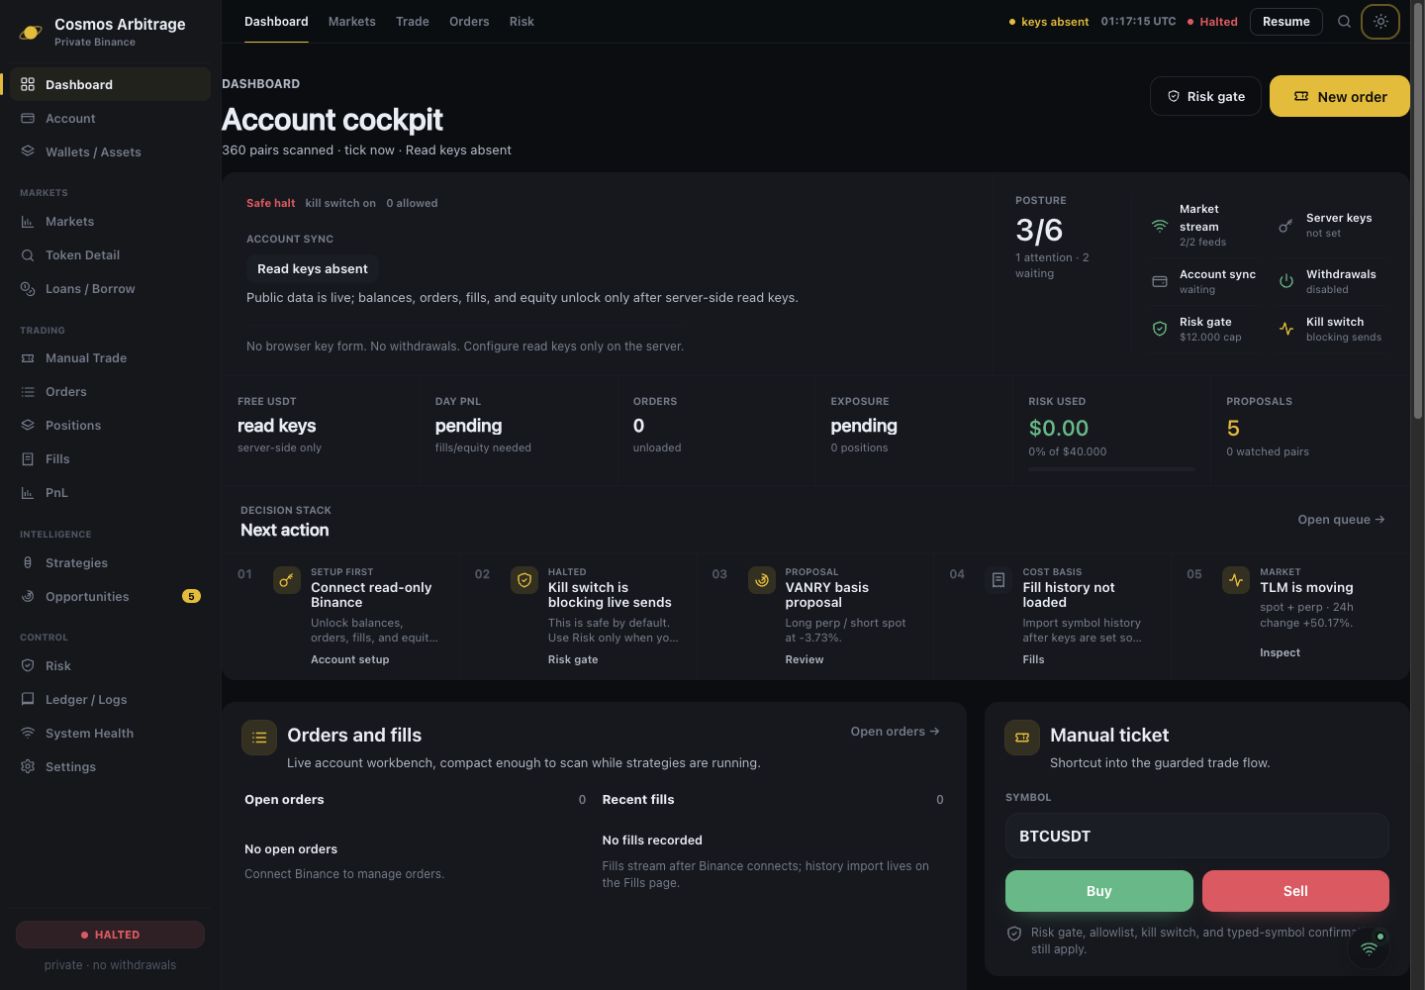 Cosmos Arbitrage
Private Binance
Dashboard
Account
Wallets / Assets
MARKETS
Markets
Token Detail
Loans / Borrow
TRADING
Manual Trade
Orders
Positions
Fills
PnL
INTELLIGENCE
Strategies
Opportunities 5
CONTROL
Risk
Ledger / Logs
System Health
Settings
HALTED
private · no withdrawals
Dashboard Markets Trade Orders Risk
keys absent 01:17:15 UTC Halted Resume
DASHBOARD
Account cockpit
360 pairs scanned · tick now · Read keys absent
Risk gate
New order
Safe halt kill switch on 0 allowed
ACCOUNT SYNC
Read keys absent
Public data is live; balances, orders, fills, and equity unlock only after server-side read keys.
No browser key form. No withdrawals. Configure read keys only on the server.
POSTURE
3/6
1 attention · 2
waiting
Market
stream
2/2 feeds
Server keys
not set
Account sync
waiting
Withdrawals
disabled
Risk gate
$12.000 cap
Kill switch
blocking sends
FREE USDT
read keys
server-side only
DAY PNL
pending
fills/equity needed
ORDERS
0
unloaded
EXPOSURE
pending
0 positions
RISK USED
$0.00
0% of $40.000
PROPOSALS
5
0 watched pairs
DECISION STACK
Next action
Open queue →
01
SETUP FIRST
Connect read-only
Binance
Unlock balances,
orders, fills, and equit...
Account setup
02
HALTED
Kill switch is
blocking live sends
This is safe by default.
Use Risk only when yo...
Risk gate
03
PROPOSAL
VANRY basis
proposal
Long perp / short spot
at -3.73%.
Review
04
COST BASIS
Fill history not
loaded
Import symbol history
after keys are set so...
Fills
05
MARKET
TLM is moving
spot + perp · 24h
change +50.17%.
Inspect
Orders and fills
Open orders →
Live account workbench, compact enough to scan while strategies are running.
Open orders 0
No open orders
Connect Binance to manage orders.
Recent fills 0
No fills recorded
Fills stream after Binance connects; history import lives on
the Fills page.
Manual ticket
Shortcut into the guarded trade flow.
SYMBOL
BTCUSDT
Buy
Sell
Risk gate, allowlist, kill switch, and typed-symbol
still apply.